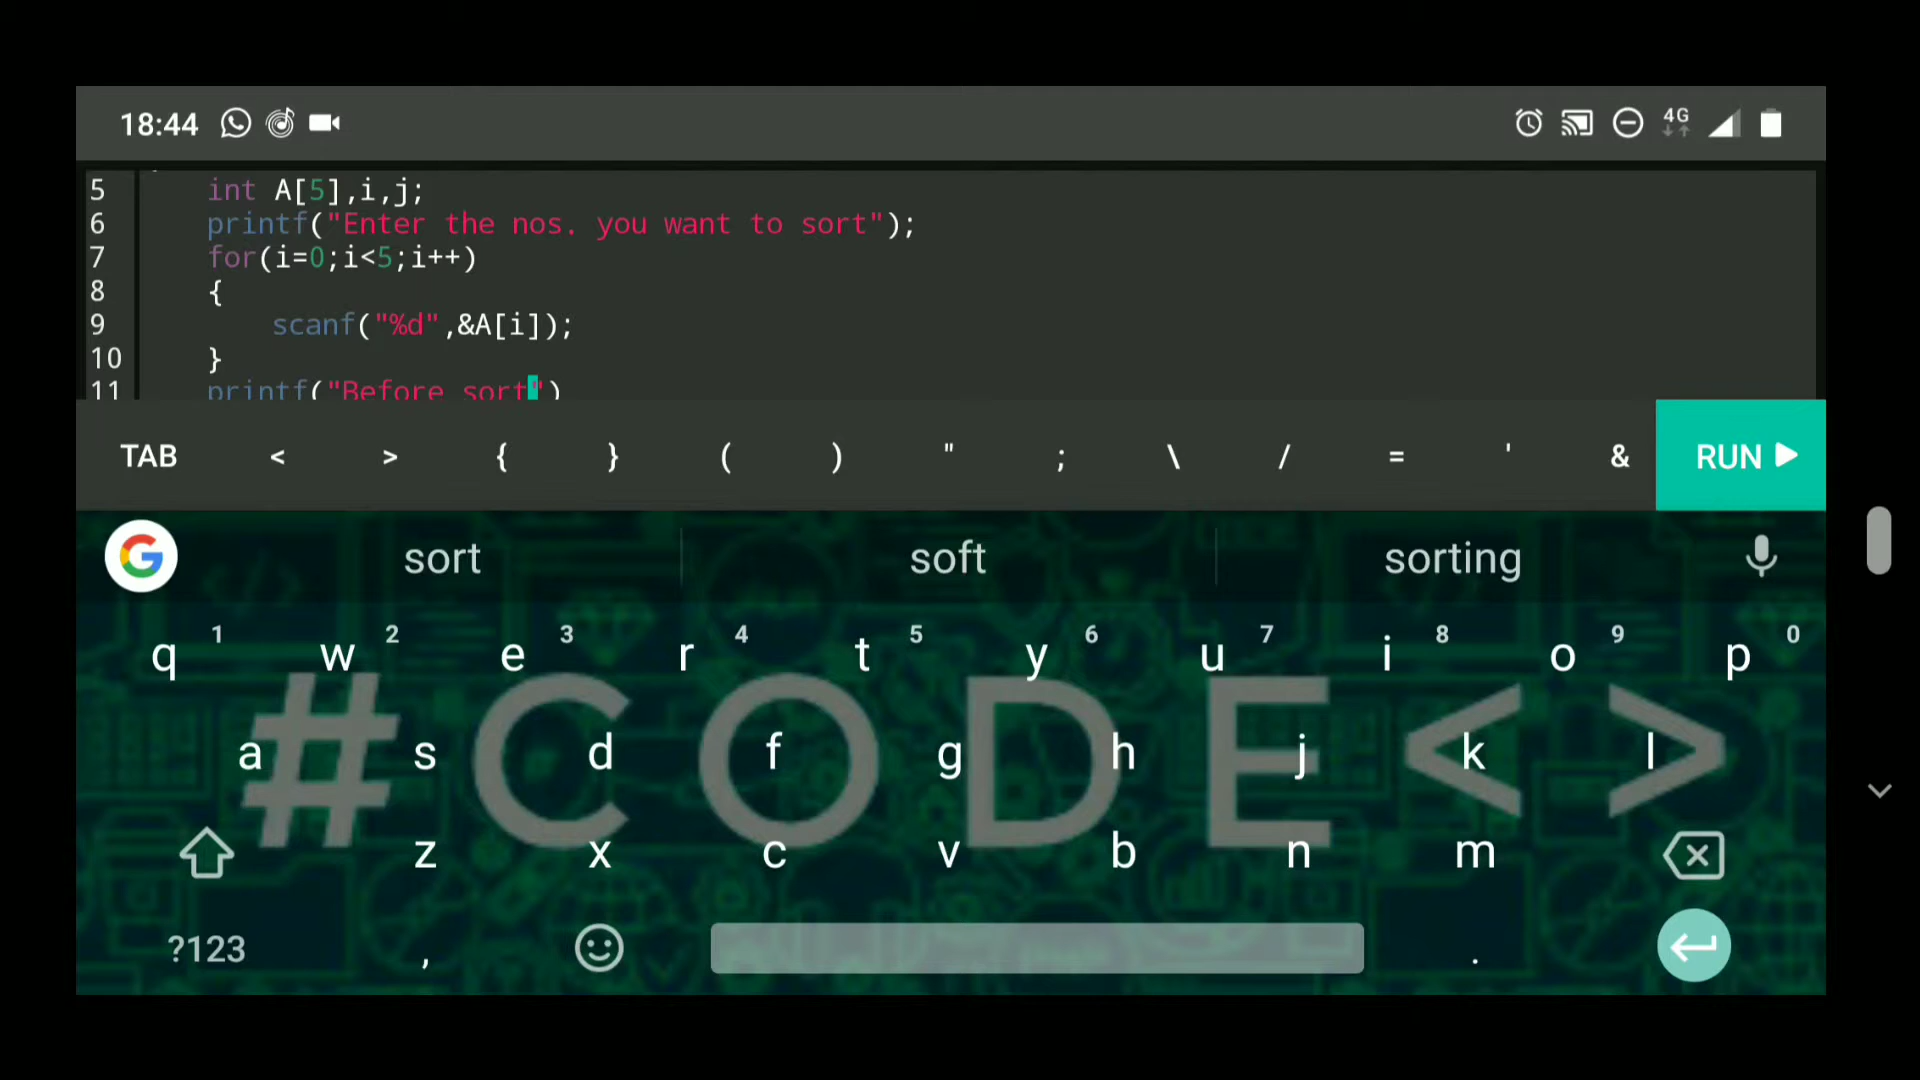 18:44 4G
5 int A[5],i,j;
6 printf("Enter the nos. you want to sort");
7 for(i=0;i<5;i++)
8 {
9 scanf("%d",&A[i]);
10 }
11 printf("Before sort")
TAB < > { } ( ) " ; \ / = ' & RUN
G sort soft sorting
q 1 w 2 e 3 r 4 t 5 y 6 u 7 i 8 o 9 p 0
#CODE<>
a s d f g h j k l
z x c v b n m
?123 , .